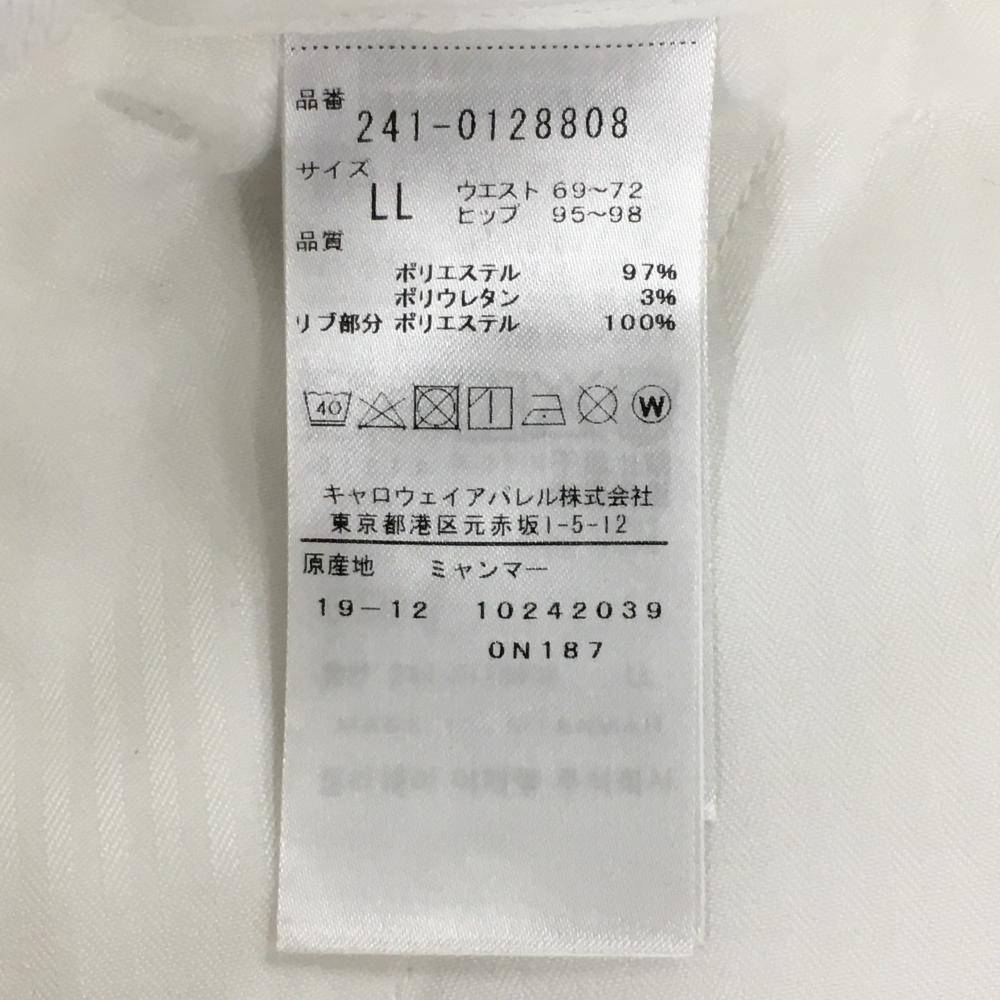 品番
241-0128808
サイズ
LL ウエスト 69~72
ヒップ 95~98
品質
ポリエステル 97%
ポリウレタン 3%
リブ部分 ポリエステル 100%
40 W
キャロウェイアパレル株式会社
東京都港区元赤坂1-5-12
原産地 ミャンマー
19-12 10242039
0N187